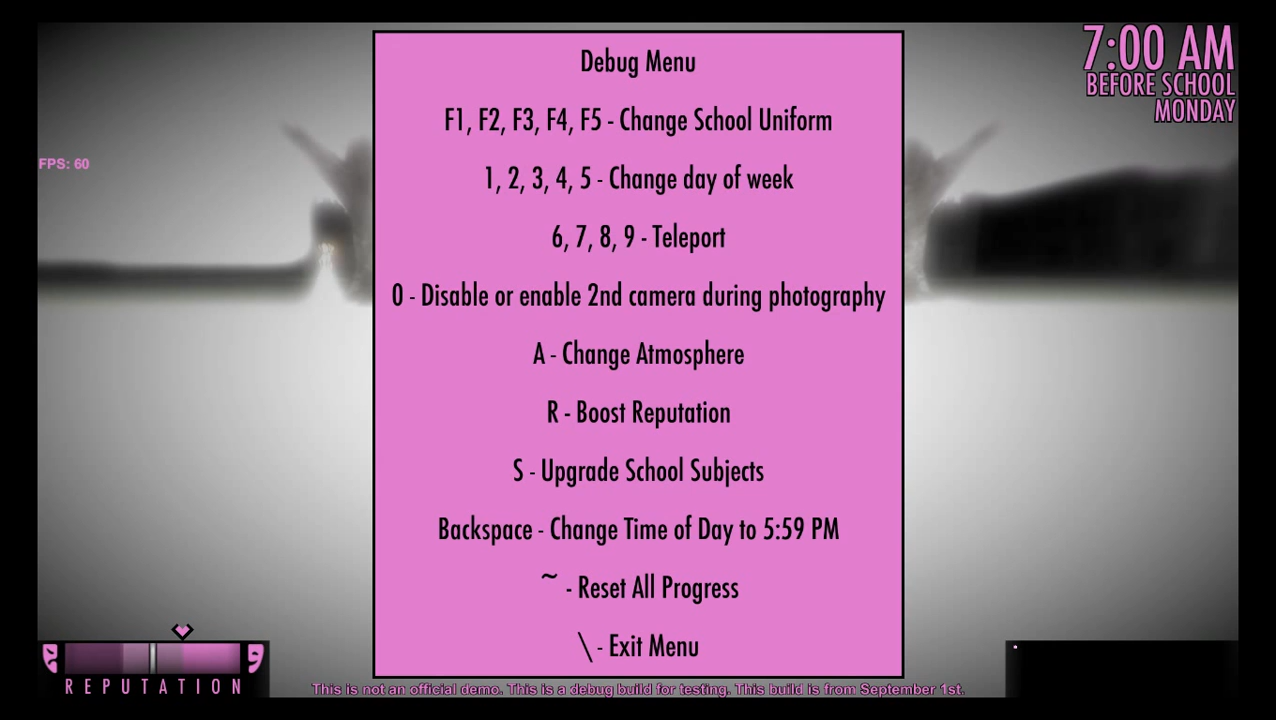 Debug Menu
7:00 AM
BEFORE SCHOOL
MONDAY
F1, F2, F3, F4, F5 - Change School Uniform
FPS: 60
1, 2, 3, 4, 5 - Change day of week
6, 7, 8, 9 - Teleport
0 - Disable or enable 2nd camera during photography
A - Change Atmosphere
R - Boost Reputation
S - Upgrade School Subjects
Backspace - Change Time of Day to 5:59 PM
~ - Reset All Progress
\ - Exit Menu
REPUTATION
This is not an official demo. This is a debug build for testing. This build is from September 1st.